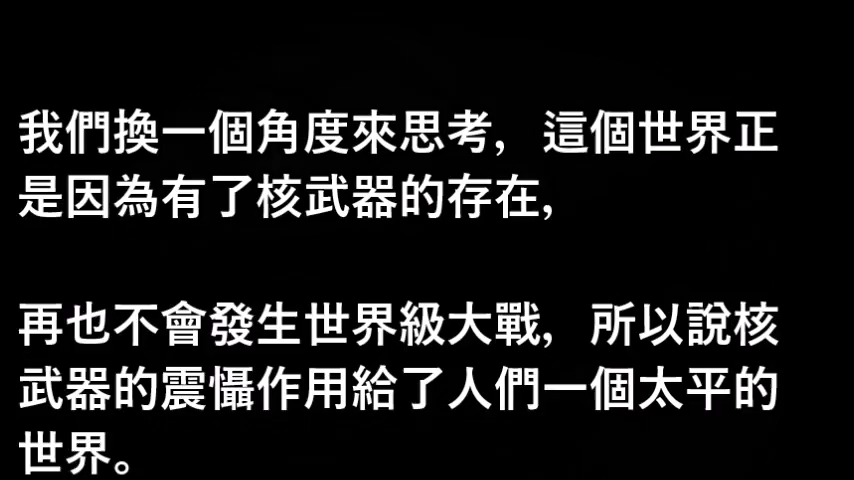 我們換一個角度來思考，這個世界正
是因為有了核武器的存在，
再也不會發生世界級大戰，所以說核
武器的震懾作用給了人們一個太平的
世界。